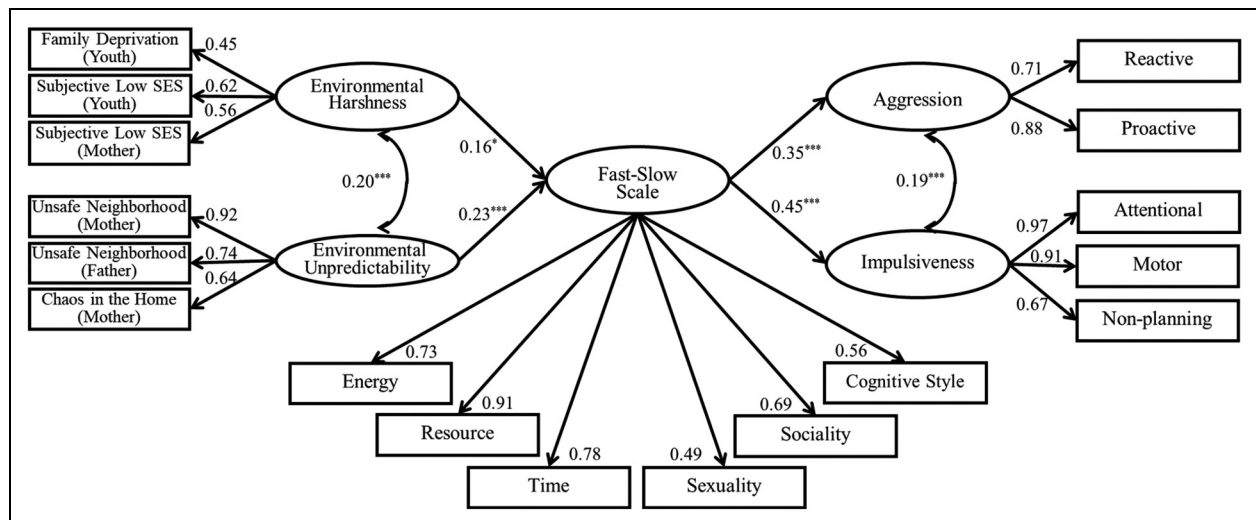 Family Deprivation
(Youth)
0.45
Subjective Low SES
(Youth)
0.62
Subjective Low SES
(Mother)
0.56
Environmental
Harshness
Unsafe Neighborhood
(Mother)
0.92
Unsafe Neighborhood
(Father)
0.74
Chaos in the Home
(Mother)
0.64
Environmental
Unpredictability
0.20***
0.16*
0.23***
Fast-Slow
Scale
0.35***
0.45***
Aggression
0.19***
Impulsiveness
0.71
Reactive
0.88
Proactive
0.97
Attentional
0.91
Motor
0.67
Non-planning
0.73
Energy
0.91
Resource
0.78
Time
0.49
Sexuality
0.69
Sociality
0.56
Cognitive Style